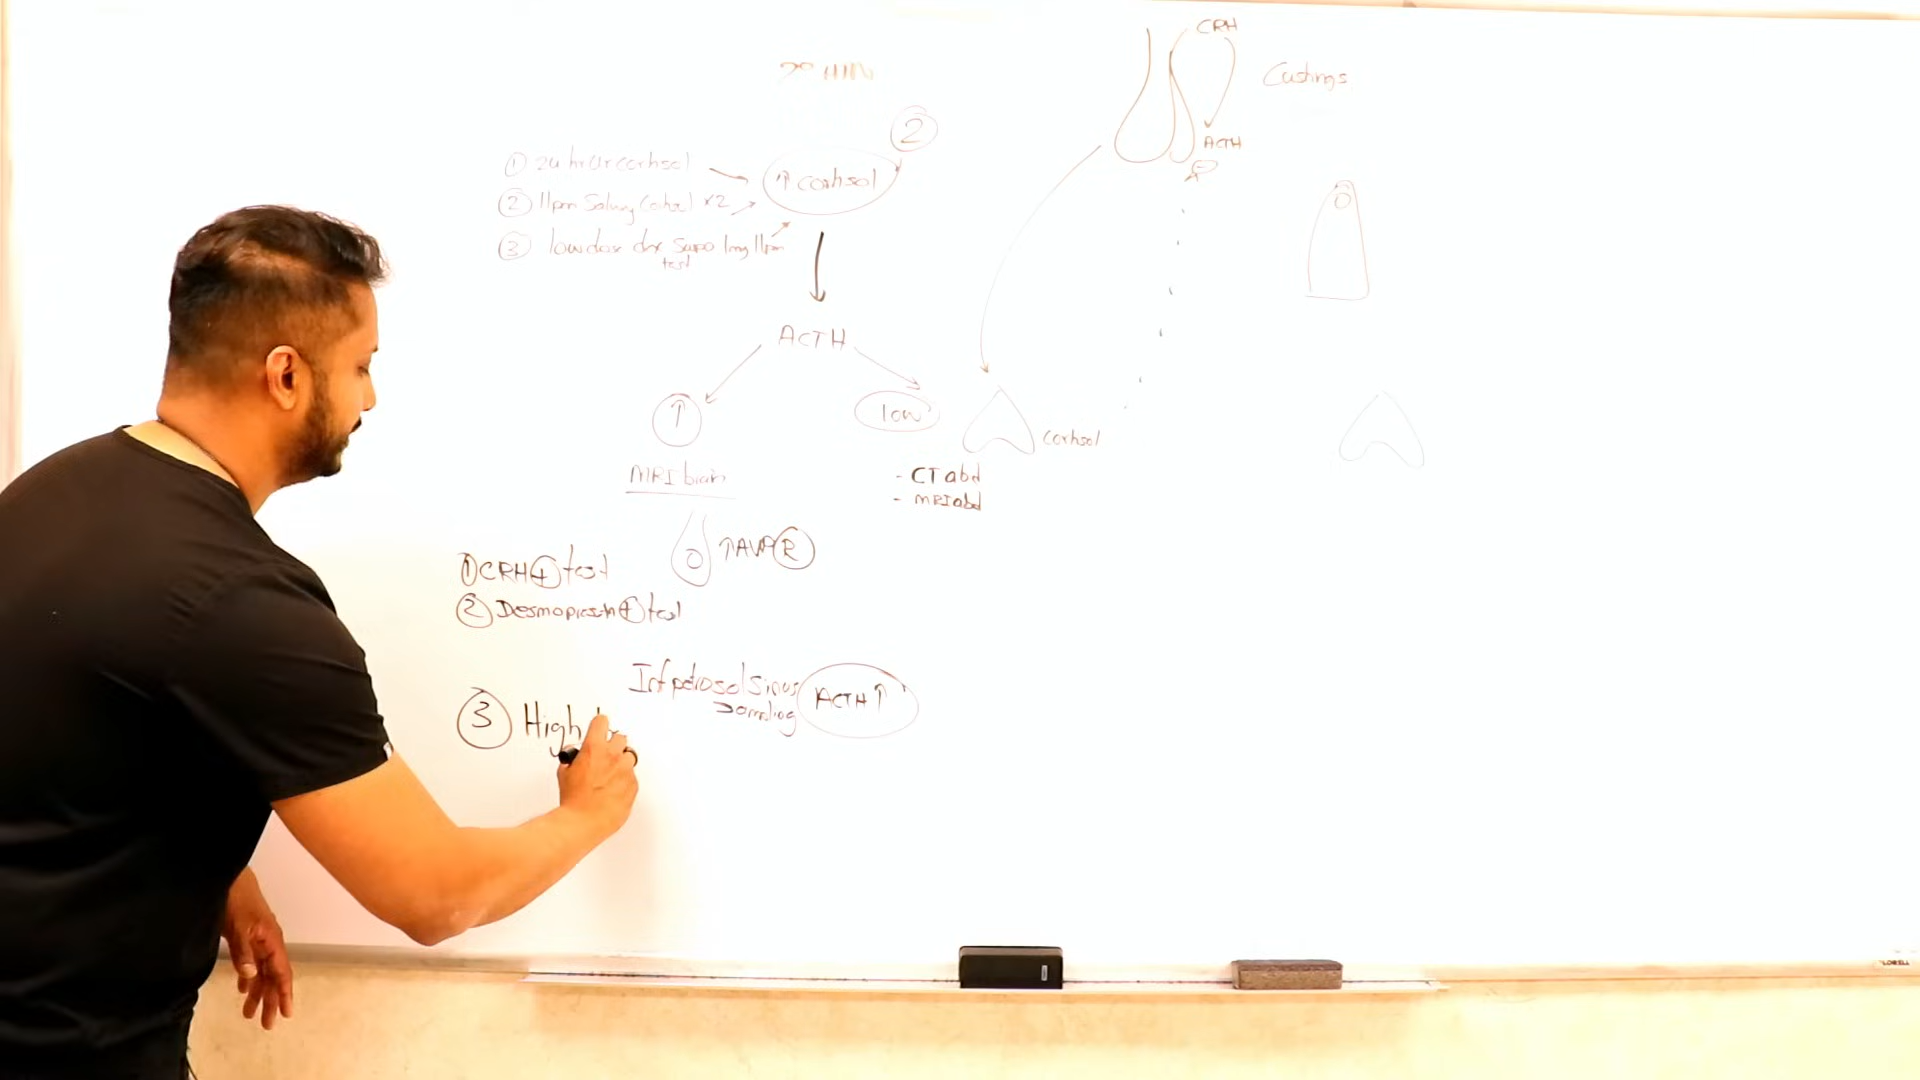 2° HTN
CRH
Cushings
2
ACTH
① 24 hr Ur cortisol
↑ cortisol
② 11pm Salivary Cortisol x2
③ low dose dex supp 1mg 11pm
test
ACTH
↑
low
cortisol
MRI brain
- CT abd
- MRI abd
↑AVP R
① CRH + test
② Desmopressin + test
Inf petrosal sinus
Sampling
ACTH↑
③ High
LORELL